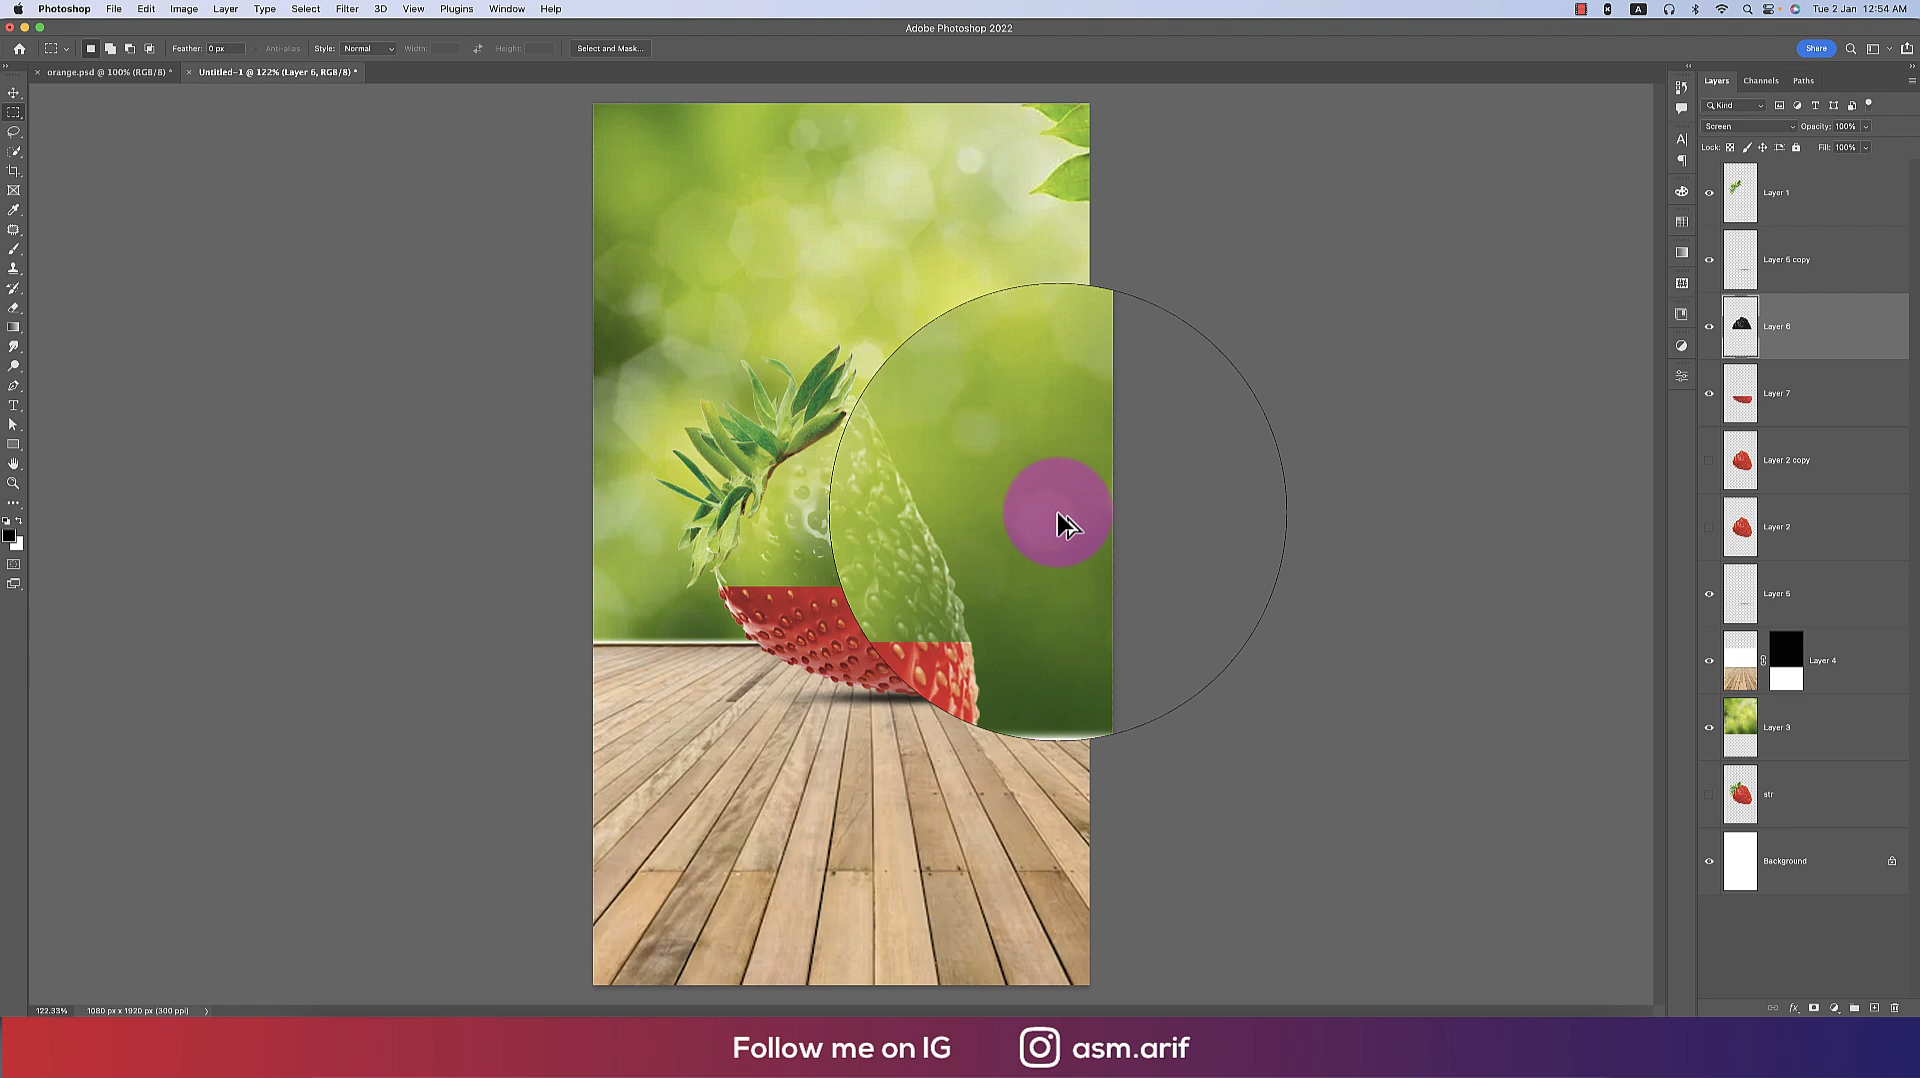 Photoshop File Edit Image Layer Type Select Filter 3D View Plugins Window Help A Tue 2 Jan 12:54 AM
Adobe Photoshop 2022
Feather: 0 px Anti-alias Style: Normal Width: Height: Select and Mask... Share
× orange.psd @ 100% (RGB/8) * × Untitled-1 @ 122% (Layer 6, RGB/8) *
Layers Channels Paths
Kind
Screen Opacity: 100%
Lock: Fill: 100%
Layer 1
Layer 6 copy
Layer 6
Layer 7
Layer 2 copy
Layer 2
Layer 5
Layer 4
Layer 3
str
Background
122.33% 1080 px x 1920 px (300 ppi)
Follow me on IG asm.arif